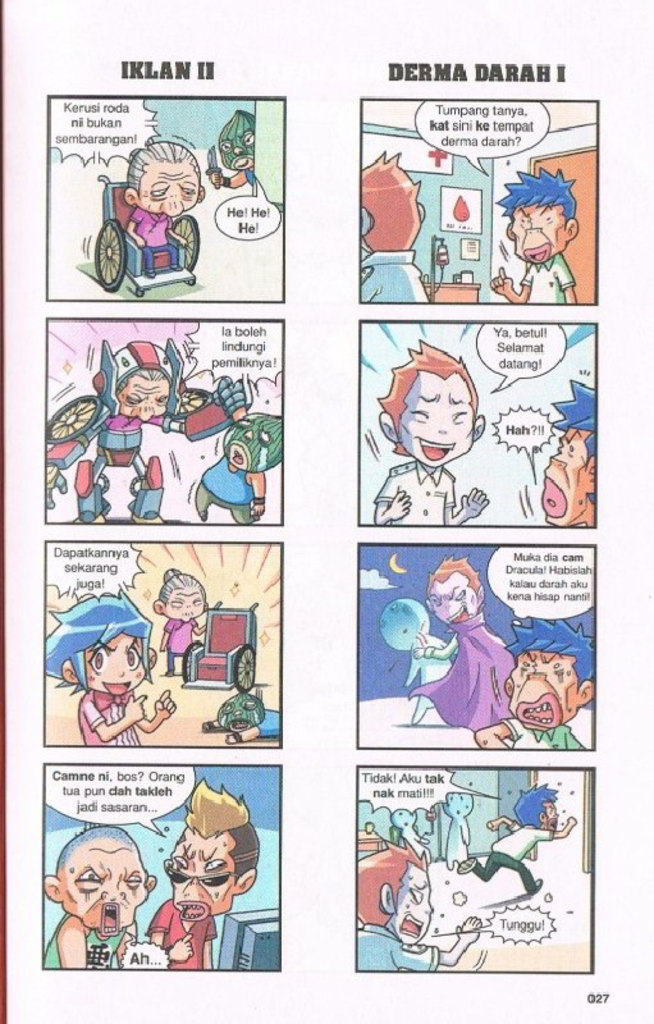 IKLAN II
Kerusi roda
nii bukan
sembarangan!
He! He!
He!
Ia boleh
lindungi
pemiliknya!
Dapatkannya
sekarang
juga!
Camne ni, bos? Orang
tua pun dah takleh
jadi sasaran...
Ah...
DERMA DARAH I
Tumpang tanya,
kat sini ke tempat
derma darah?
Ya, betul!
Selamat
datang!
Hah?!!
Muka dia cam
Dracula! Habislah
kalau darah aku
kena hisap nanti!
Tidak! Aku tak
nak mati!!!
Tunggu!
027